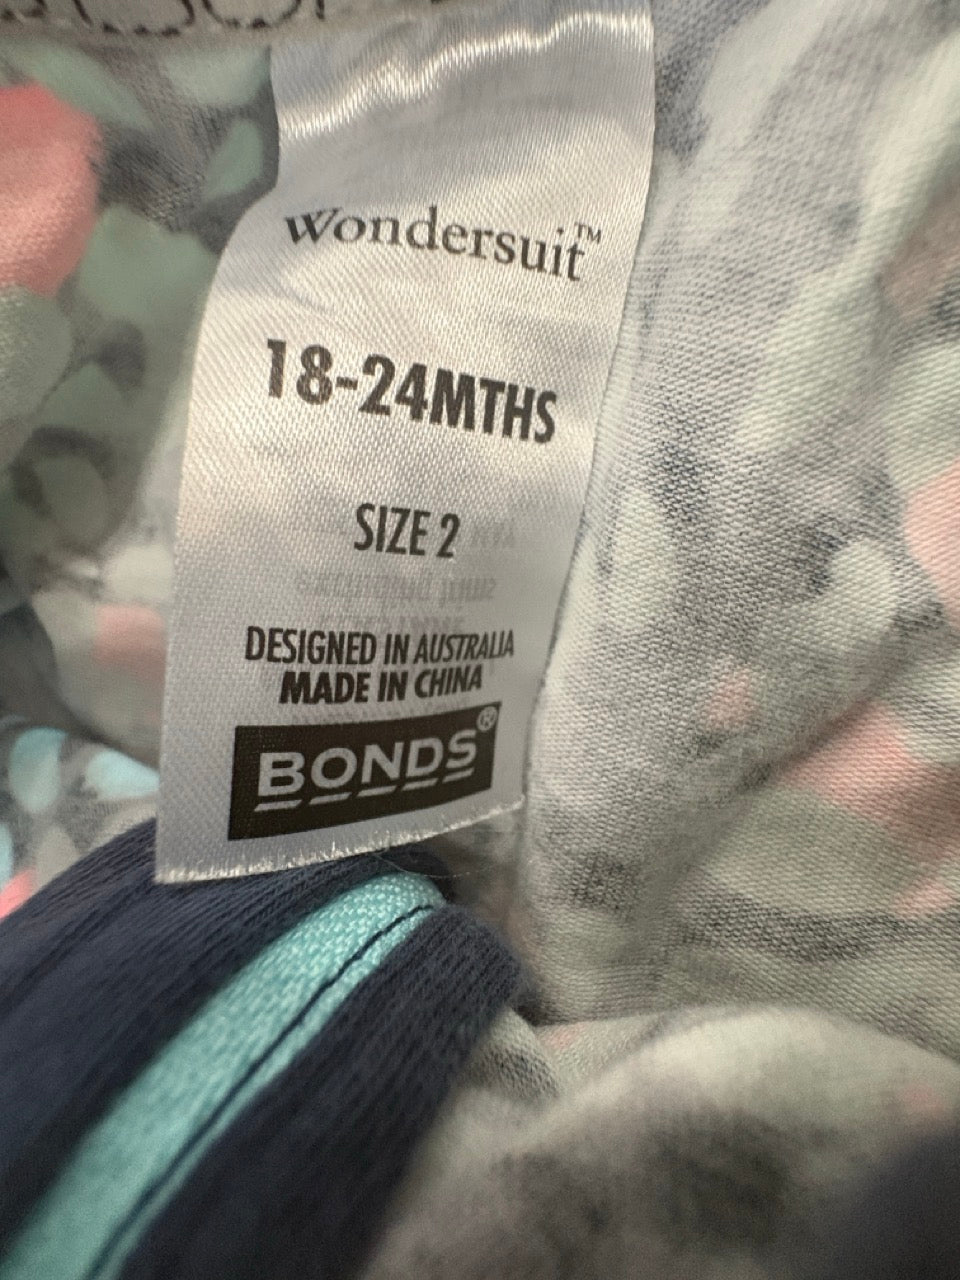 Wondersuit™
18-24MTHS
SIZE 2
DESIGNED IN AUSTRALIA
MADE IN CHINA
BONDS®